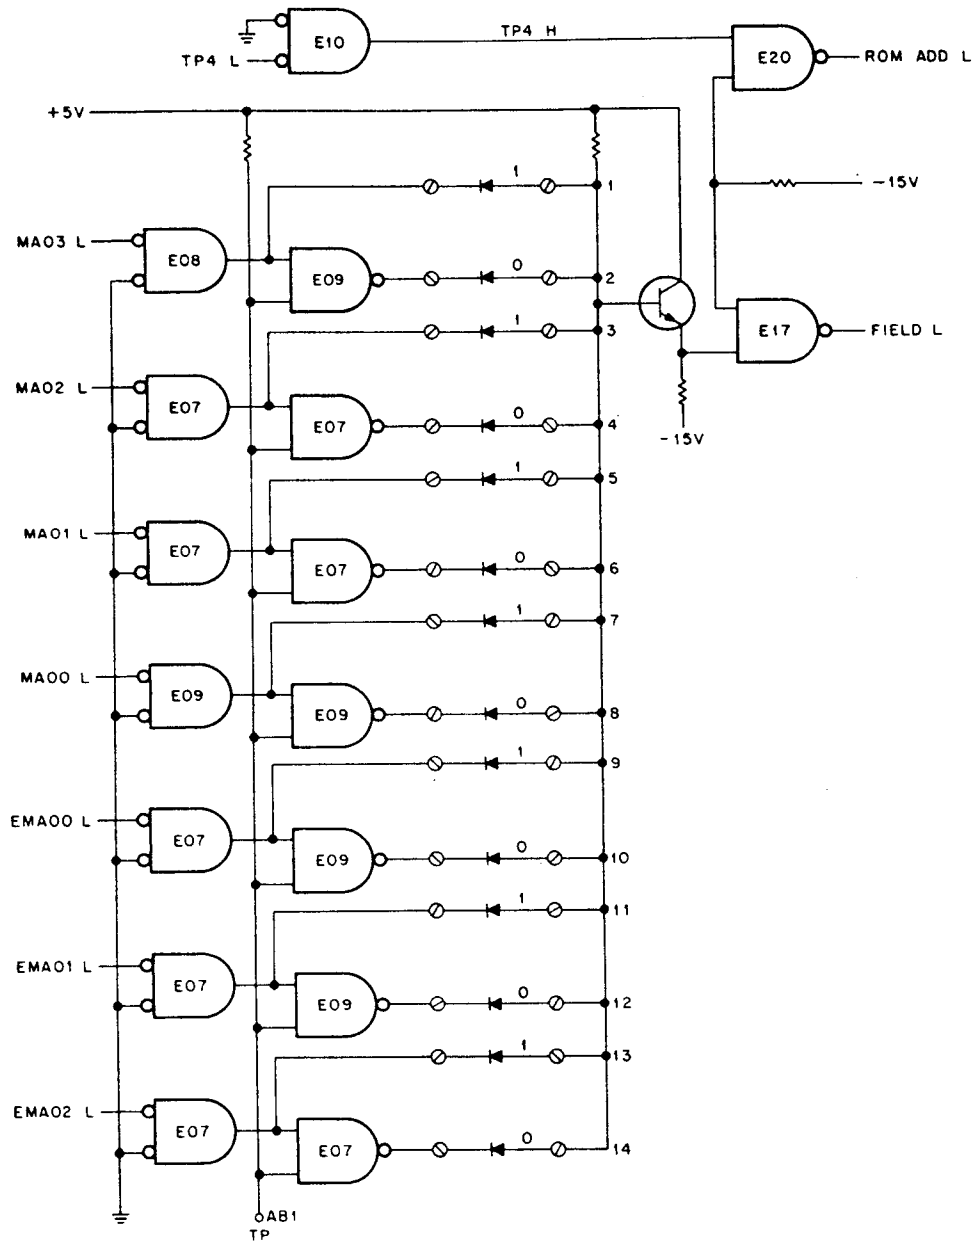 E10
TP4 H
E20
ROM ADD L
TP4 L
+5V
1
1
-15V
MA03 L
E08
E09
0
2
1
3
E17
FIELD L
MA02 L
E07
E07
0
4
-15V
1
5
MA01 L
E07
E07
0
6
1
7
MA00 L
E09
E09
0
8
1
9
EMA00 L
E07
E09
0
10
1
11
EMA01 L
E07
E09
0
12
1
13
EMA02 L
E07
E07
0
14
AB1
TP